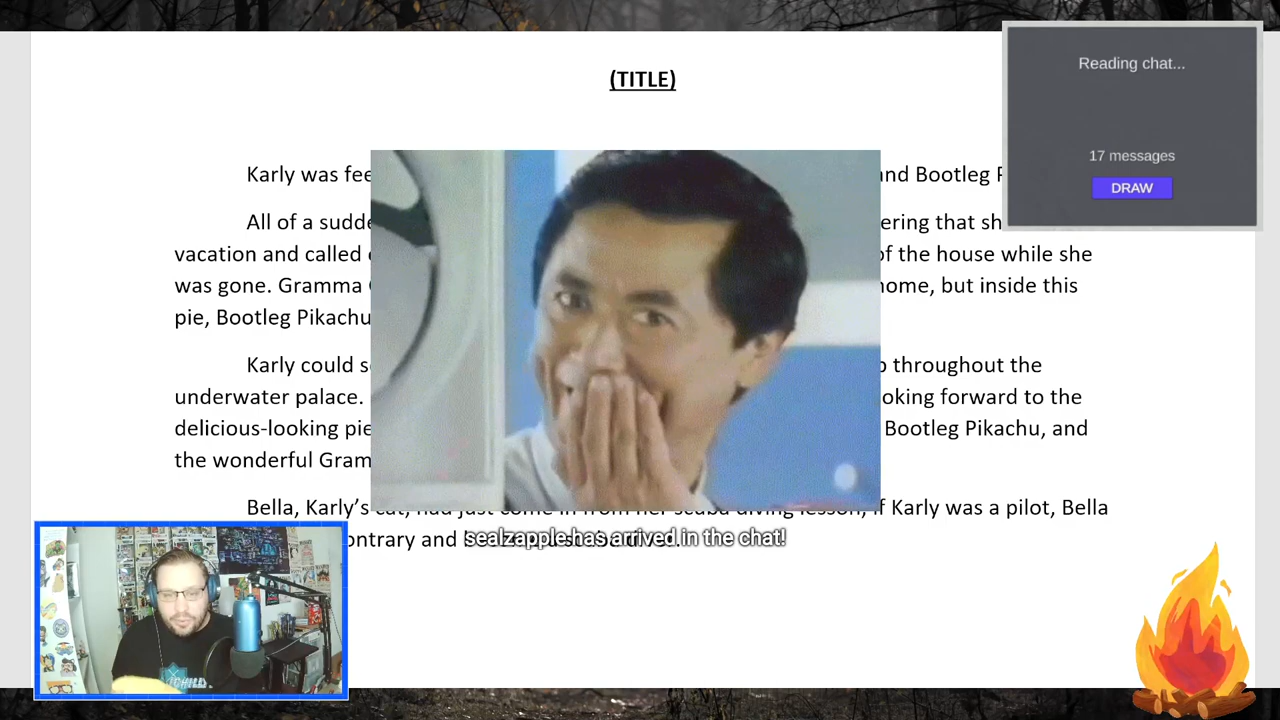 (TITLE)
Reading chat...
17 messages
DRAW
Karly was fee and Bootleg
All of a sudde ering that sh
vacation and called of the house while she
was gone. Gramma home, but inside this
pie, Bootleg Pikachu
Karly could s throughout the
underwater palace. oking forward to the
delicious-looking pie Bootleg Pikachu, and
the wonderful Gram
Bella, Karly's cat, had just come in from her scuba diving lesson, if Karly was a pilot, Bella
ontrary and
sealzapple has arrived in the chat!
CHILL